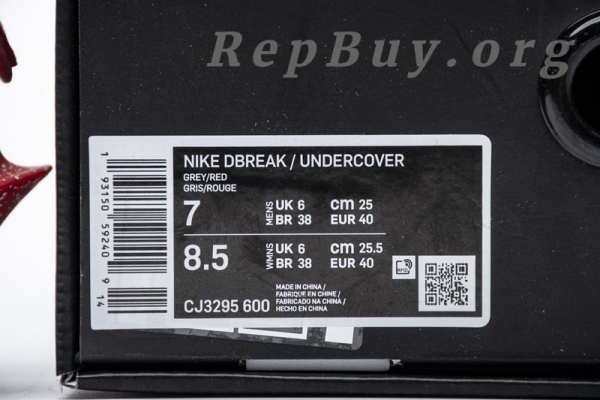 RepBuy.org
NIKE DBREAK / UNDERCOVER
GREY/RED
GRIS/ROUGE
7 MENS UK 6 cm 25
BR 38 EUR 40
8.5 WMNS UK 6 cm 25.5
BR 38 EUR 40
RFID
CJ3295 600
MADE IN CHINA /
FABRIQUE EN CHINE /
FABRICADO NA CHINA /
HECHO EN CHINA
1 93150 59240 9 14